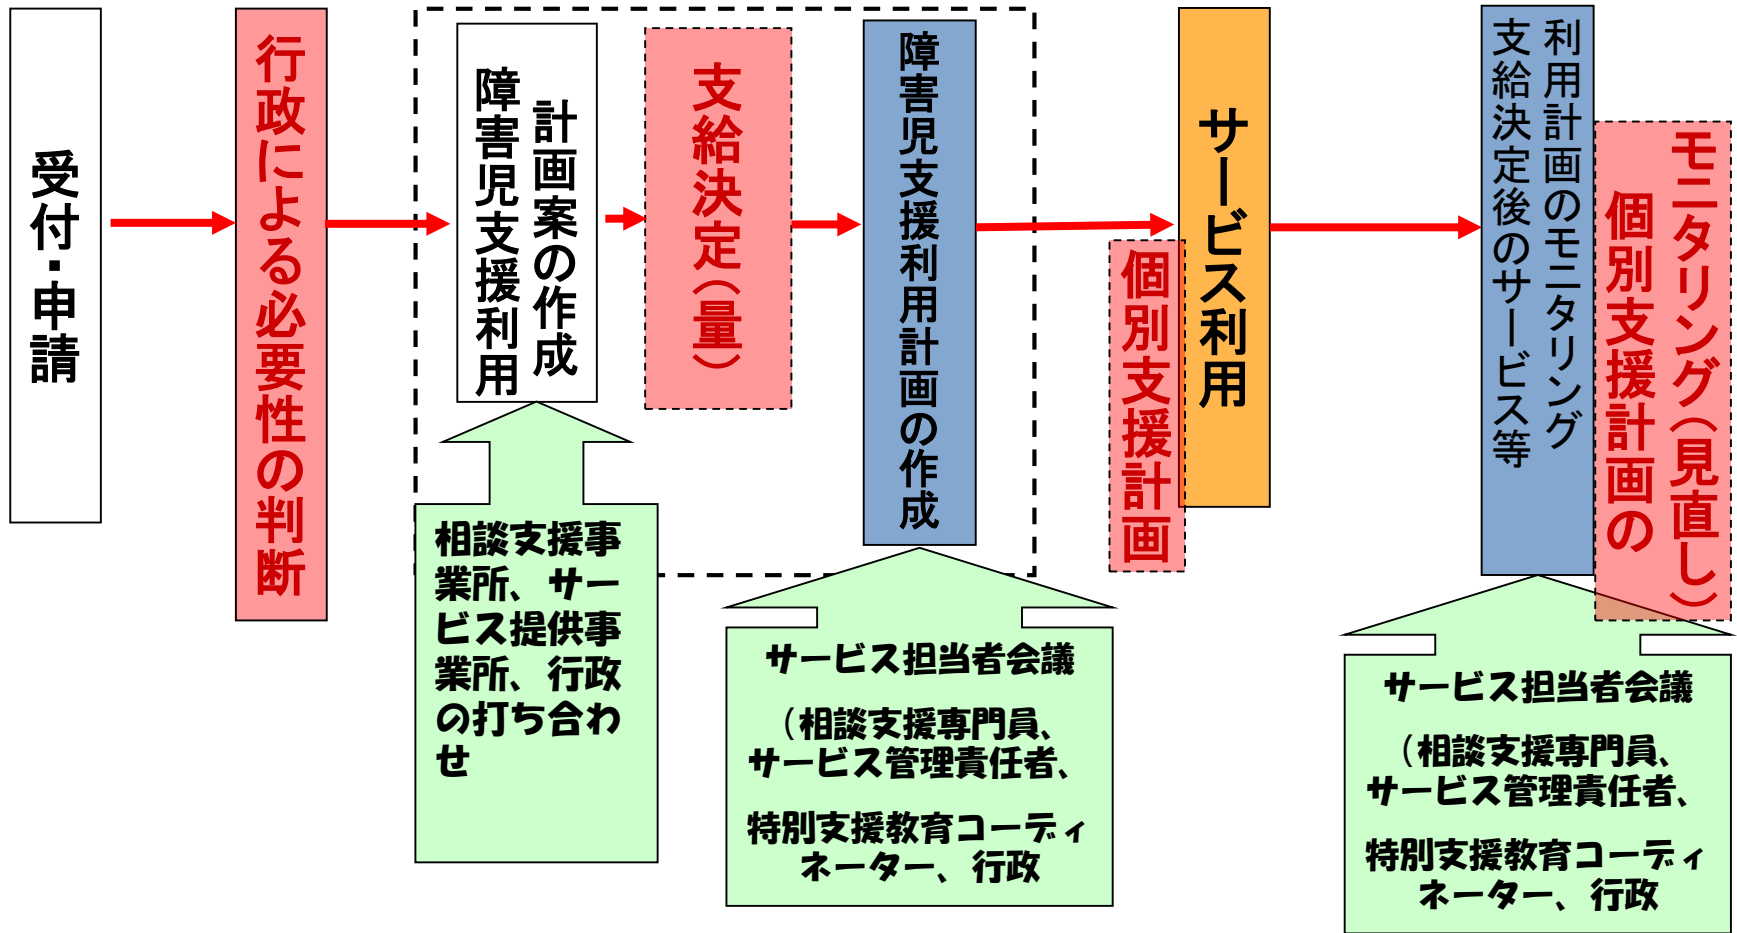 受付・申請
行政による必要性の判断
障害児支援利用
計画案の作成
支給決定（量）
障害児支援利用計画の作成
個別支援計画
サービス利用
支給決定後のサービス等
利用計画のモニタリング
個別支援計画の
モニタリング（見直し）
相談支援事
業所、サー
ビス提供事
業所、行政
の打ち合わ
せ
サービス担当者会議
（相談支援専門員、
サービス管理責任者、
特別支援教育コーディ
ネーター、行政
サービス担当者会議
（相談支援専門員、
サービス管理責任者、
特別支援教育コーディ
ネーター、行政